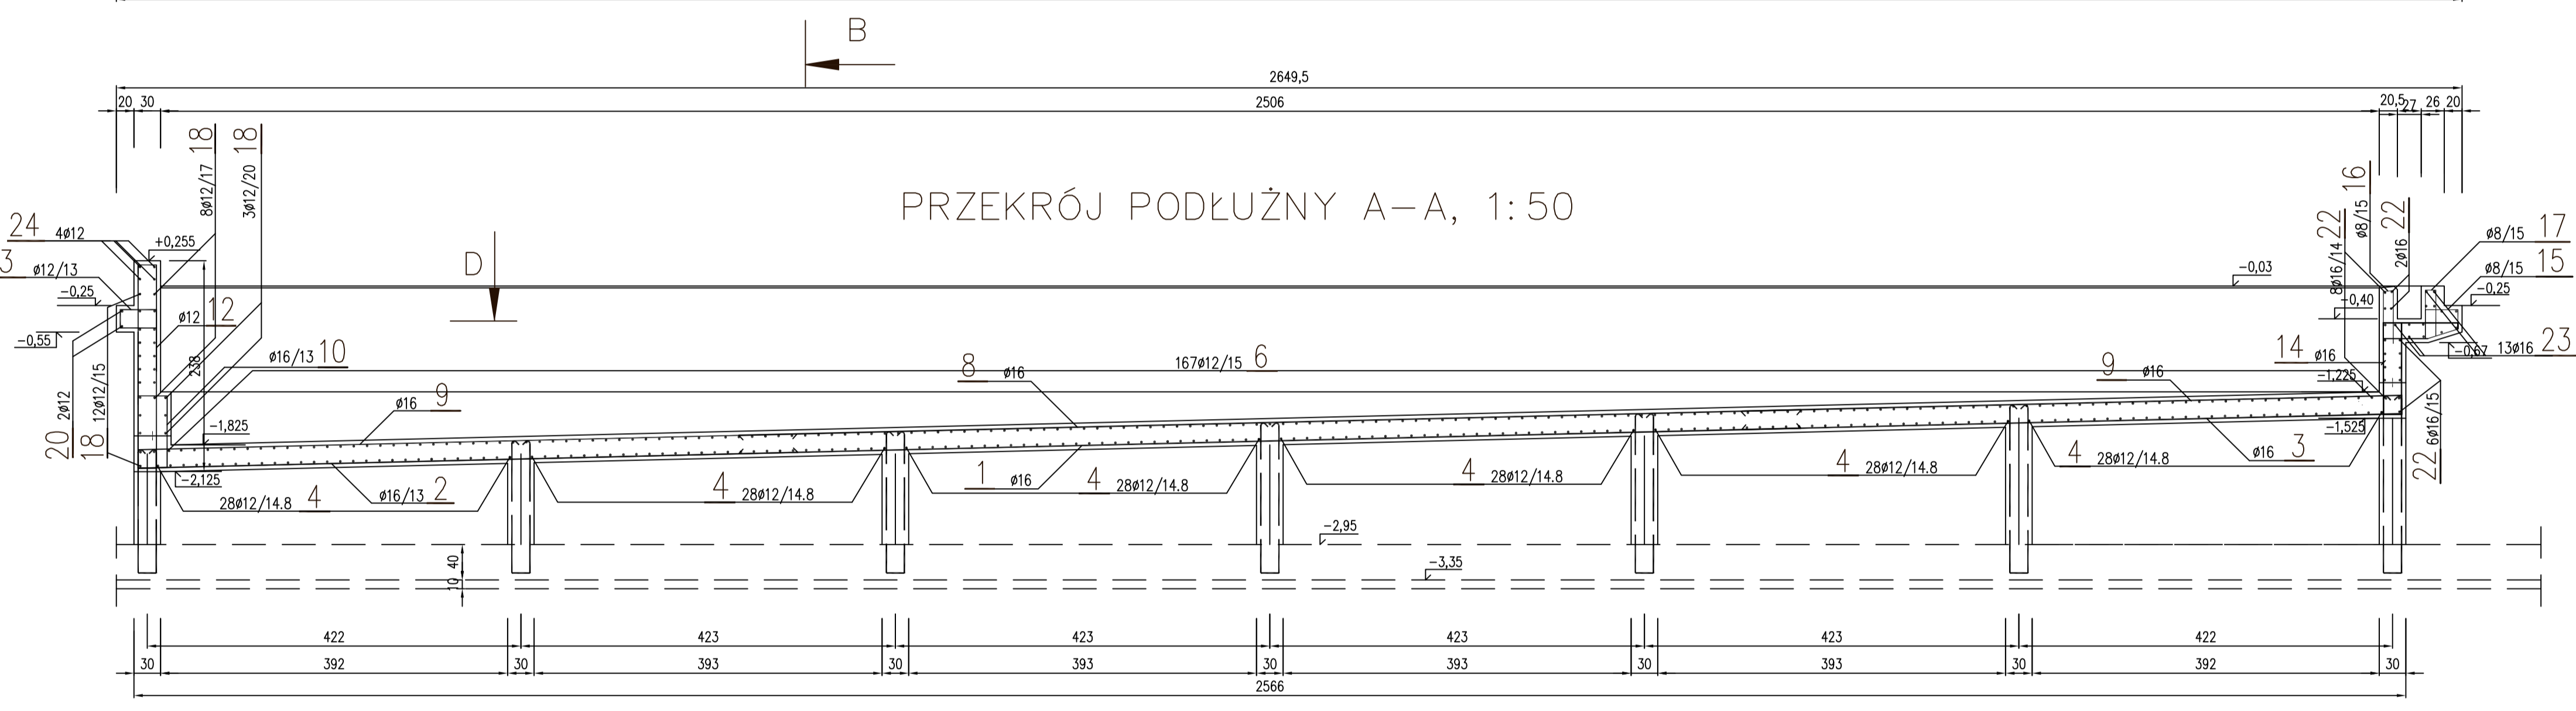 B
2649,5
20 30 2506 20,5 27 26 20
8ø12/17 18
3ø12/20 18
PRZEKRÓJ PODŁUŻNY A–A, 1:50
D
24 4ø12
+0,255
3 ø12/13
-0,25
-0,55
ø12 12
238
20 2ø12
18 12ø12/15
ø16/13 10
ø16 9
8 ø16
167ø12/15 6
-1,825
-2,125
28ø12/14.8 4
ø16/13 2
4 28ø12/14.8
1 ø16
4 28ø12/14.8
4 28ø12/14.8
4 28ø12/14.8
4 28ø12/14.8
ø16 3
9 ø16
-0,03
8ø16/14 22
ø8/15 16
2ø16 22
ø8/15 17
ø8/15 15
-0,25
-0,40
-0,67
13ø16 23
14 ø16
-1,225
-1,525
22 6ø16/15
-2,95
-3,35
40
10
422 423 423 423 423 422
30 392 30 393 30 393 30 393 30 393 30 392 30
2566